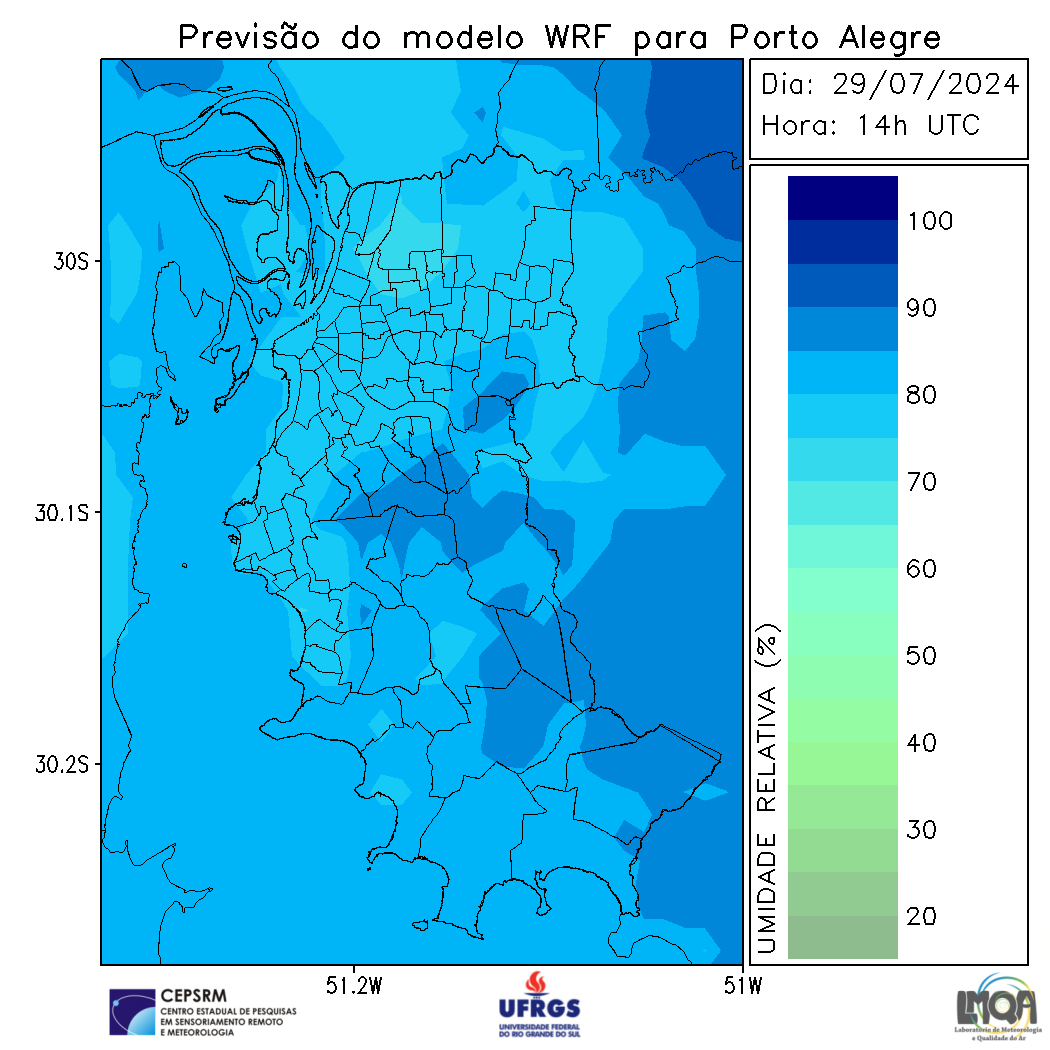 Previsão do modelo WRF para Porto Alegre
Dia: 29/07/2024
Hora: 14h UTC
30S
30.1S
30.2S
51.2W
51W
100
90
80
70
60
50
40
30
20
UMIDADE RELATIVA (%)
CEPSRM
CENTRO ESTADUAL DE PESQUISAS
EM SENSORIAMENTO REMOTO
E METEOROLOGIA
UFRGS
UNIVERSIDADE FEDERAL
DO RIO GRANDE DO SUL
LMQA
Laboratório de Meteorologia
e Qualidade do Ar